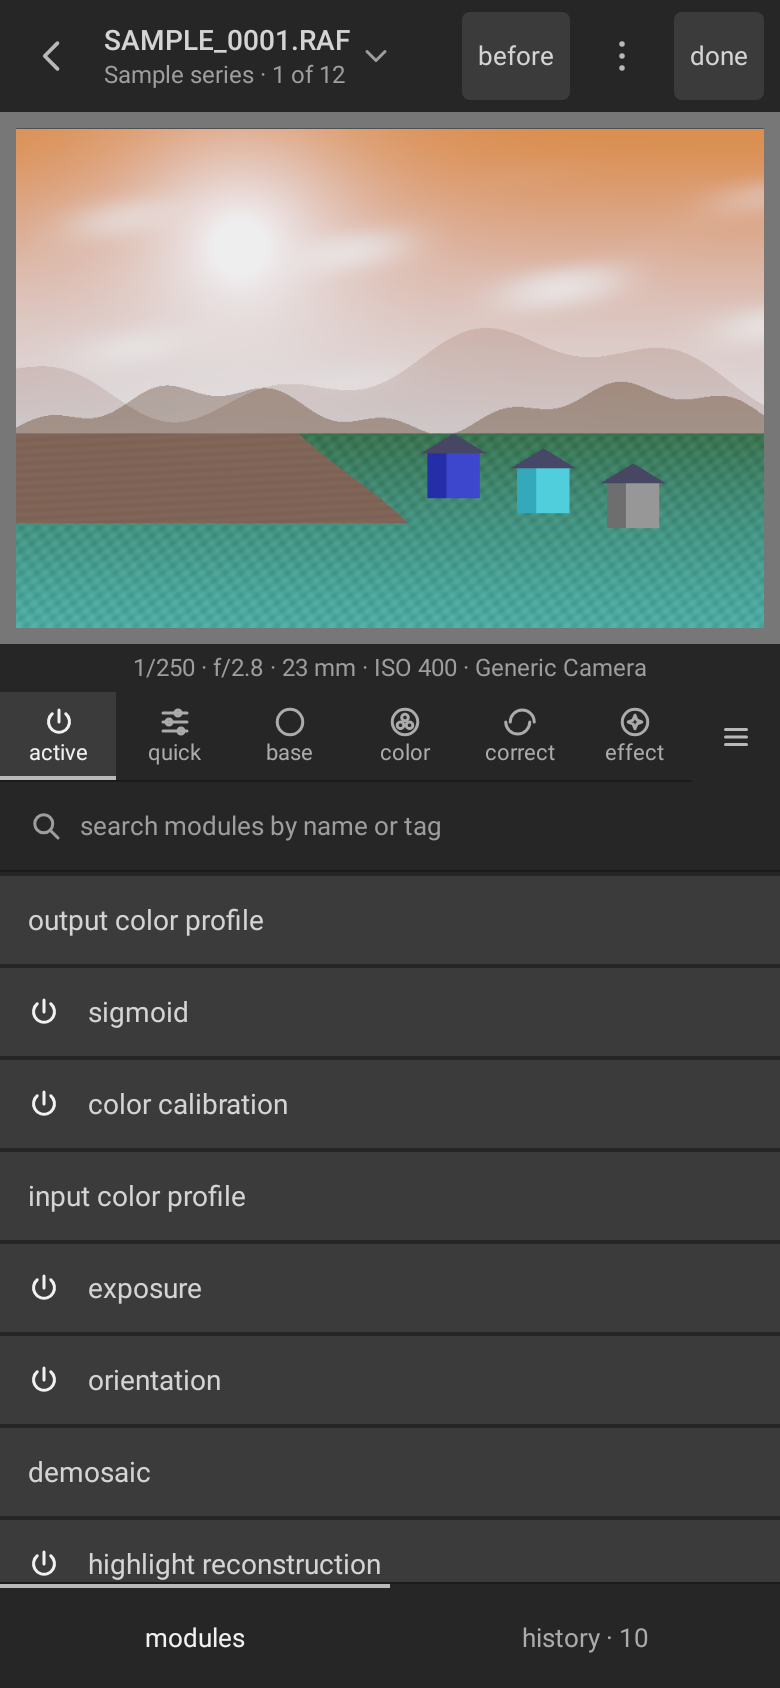 SAMPLE_0001.RAF
Sample series · 1 of 12
before
done
1/250 · f/2.8 · 23 mm · ISO 400 · Generic Camera
active
quick
base
color
correct
effect
search modules by name or tag
output color profile
sigmoid
color calibration
input color profile
exposure
orientation
demosaic
highlight reconstruction
modules
history · 10